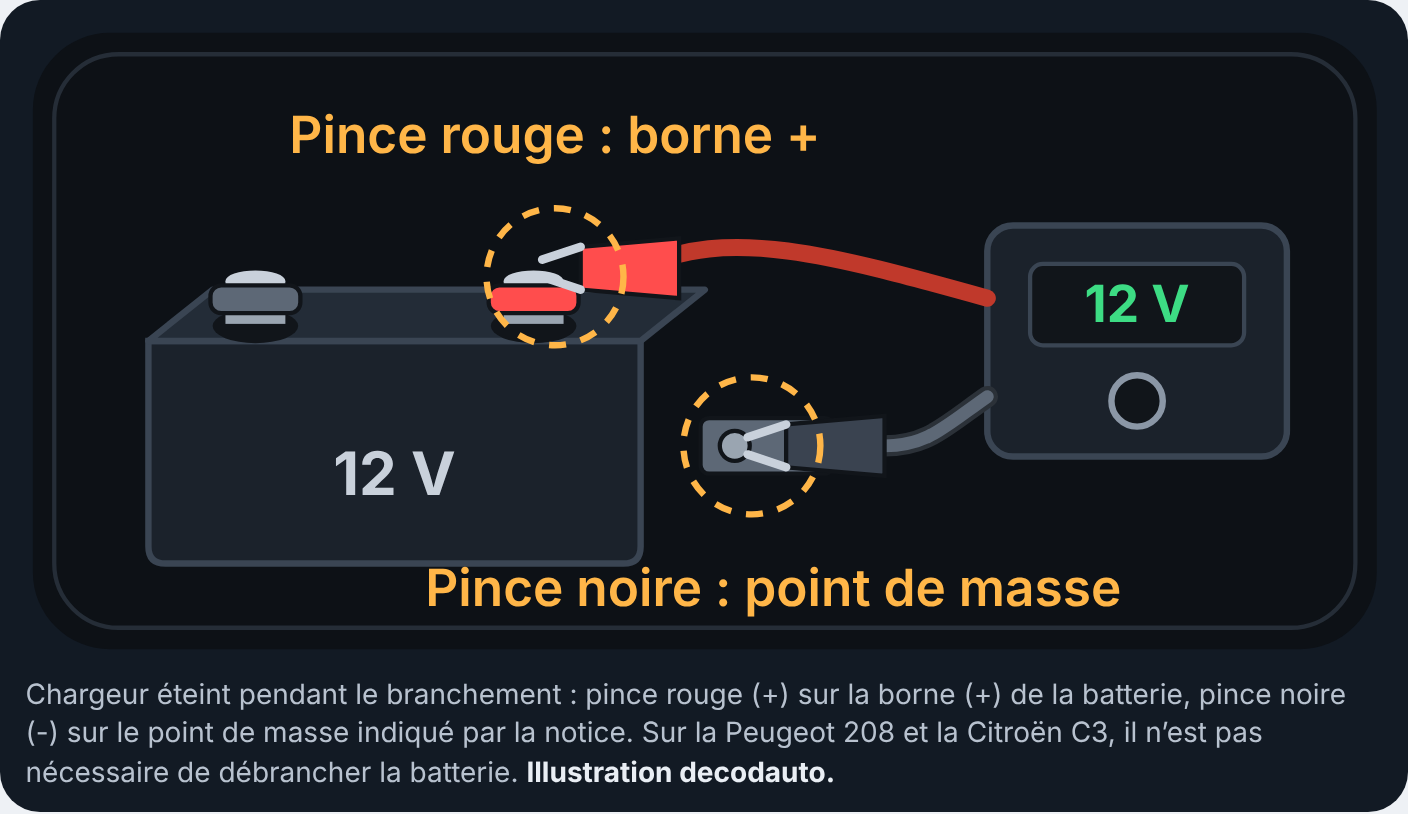 Pince rouge : borne +
12 V
12 V
Pince noire : point de masse
Chargeur éteint pendant le branchement : pince rouge (+) sur la borne (+) de la batterie, pince noire
(-) sur le point de masse indiqué par la notice. Sur la Peugeot 208 et la Citroën C3, il n’est pas
nécessaire de débrancher la batterie. Illustration decodauto.